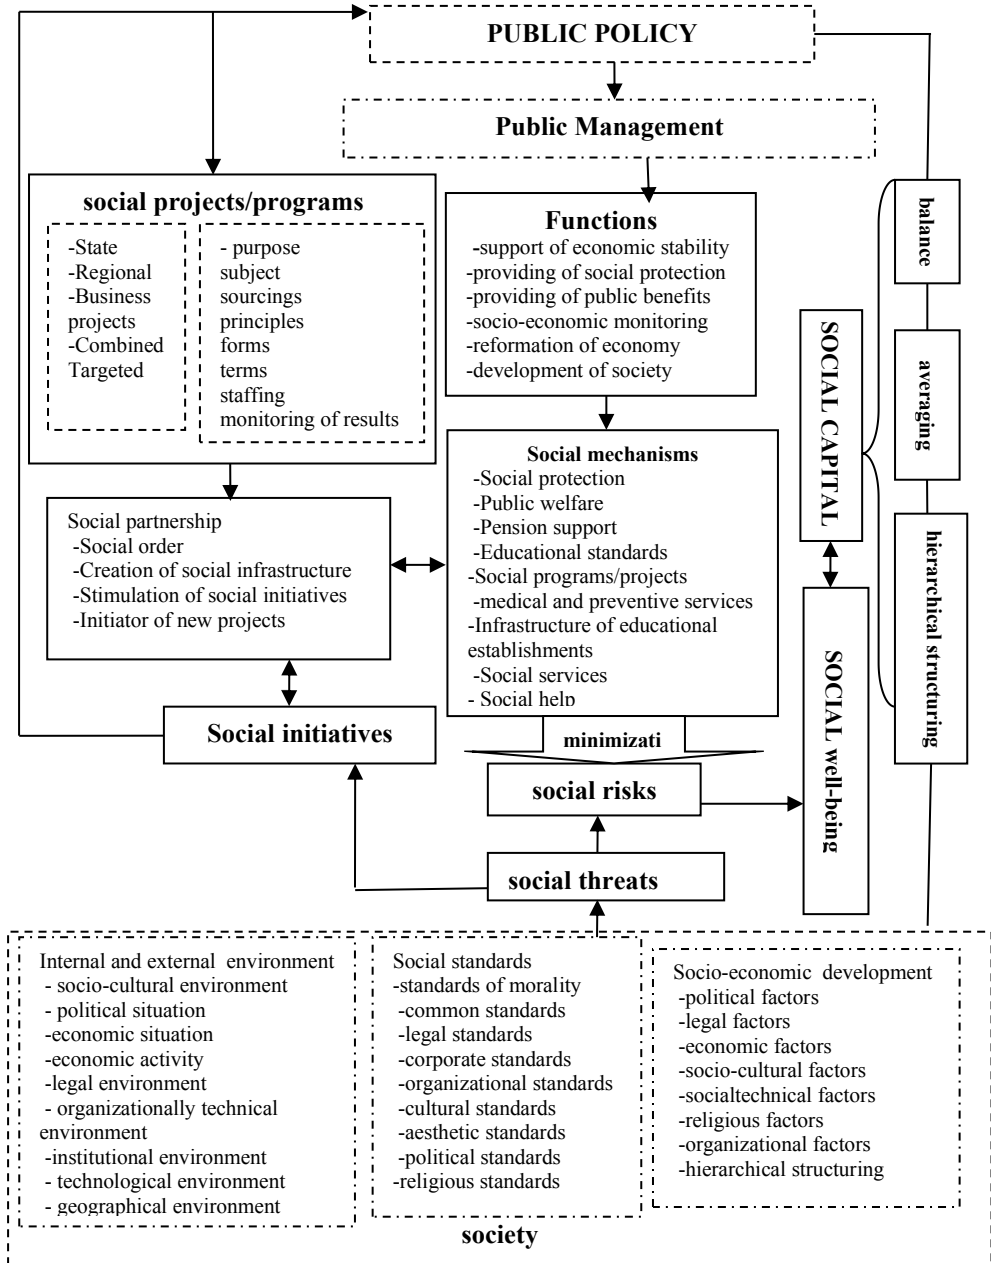 PUBLIC POLICY
Public Management
social projects/programs
-State
-Regional
-Business
projects
-Combined
Targeted
- purpose
subject
sourcings
principles
forms
terms
staffing
monitoring of results
Functions
-support of economic stability
-providing of social protection
-providing of public benefits
-socio-economic monitoring
-reformation of economy
-development of society
balance
averaging
hierarchical structuring
SOCIAL CAPITAL
SOCIAL well-being
Social partnership
-Social order
-Creation of social infrastructure
-Stimulation of social initiatives
-Initiator of new projects
Social mechanisms
-Social protection
-Public welfare
-Pension support
-Educational standards
-Social programs/projects
-medical and preventive services
-Infrastructure of educational
establishments
-Social services
- Social help
Social initiatives
minimizati
social risks
social threats
Internal and external environment
- socio-cultural environment
- political situation
-economic situation
-economic activity
-legal environment
- organizationally technical
environment
-institutional environment
- technological environment
- geographical environment
Social standards
-standards of morality
-common standards
-legal standards
-corporate standards
-organizational standards
-cultural standards
-aesthetic standards
-political standards
-religious standards
Socio-economic development
-political factors
-legal factors
-economic factors
-socio-cultural factors
-socialtechnical factors
-religious factors
-organizational factors
-hierarchical structuring
society